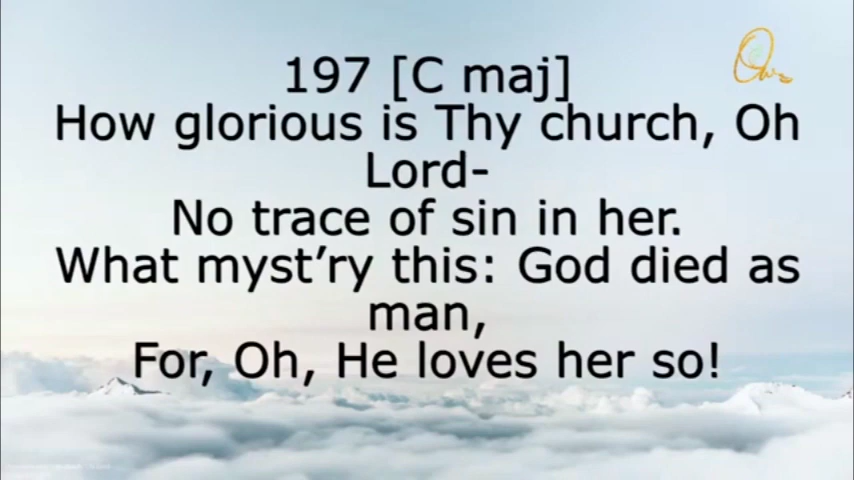 197 [C maj]
How glorious is Thy church, Oh
Lord-
No trace of sin in her.
What myst’ry this: God died as
man,
For, Oh, He loves her so!